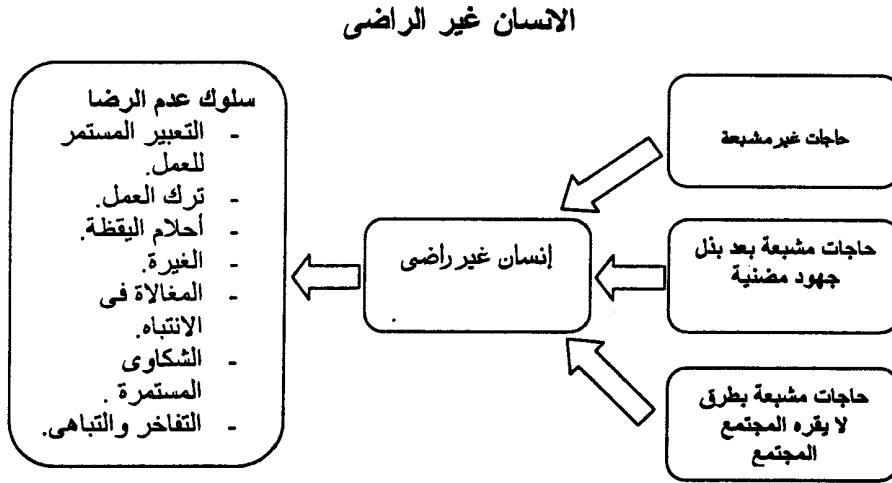 الانسان غير الراضى
حاجات غير مشبعة
حاجات مشبعة بعد بذل
جهود مضنية
حاجات مشبعة بطرق
لا يقره المجتمع
المجتمع
إنسان غير راضى
سلوك عدم الرضا
- التعبير المستمر
للعمل.
- ترك العمل.
- أحلام اليقظة.
- الغيرة.
- المغالاة فى
الانتباه.
- الشكاوى
المستمرة .
- التفاخر والتباهى.